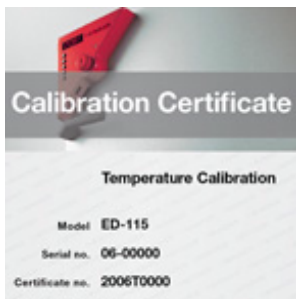 Calibration Certificate
Temperature Calibration
Model ED-115
Serial no. 06-00000
Certificate no. 2006T0000